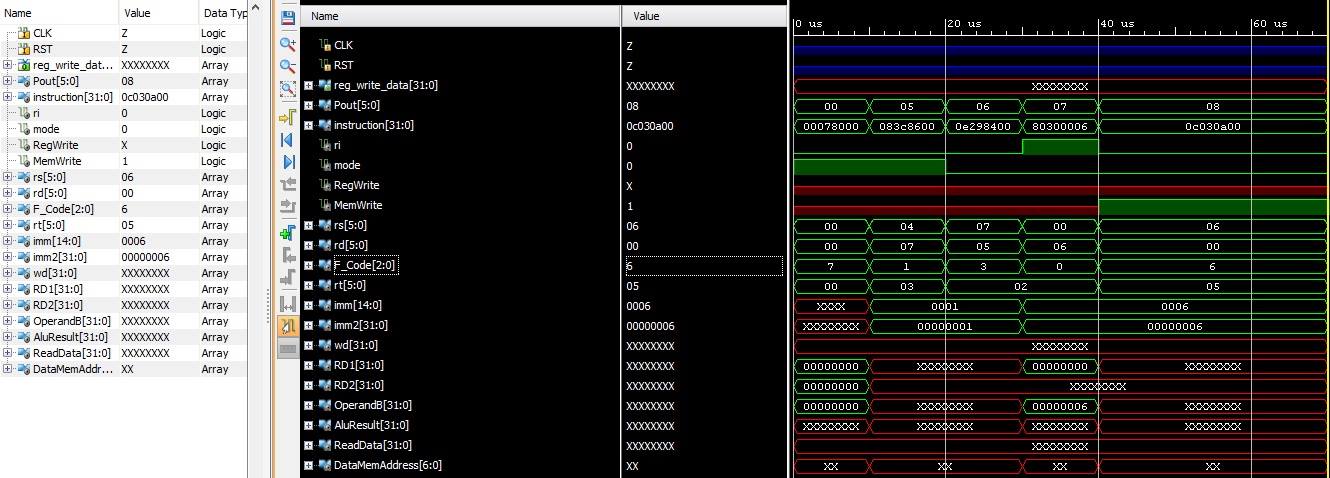 Name Value Data Typ
CLK Z Logic
RST Z Logic
reg_write_dat... XXXXXXXX Array
Pout[5:0] 08 Array
instruction[31:0] 0c030a00 Array
ri 0 Logic
mode 0 Logic
RegWrite X Logic
MemWrite 1 Logic
rs[5:0] 06 Array
rd[5:0] 00 Array
F_Code[2:0] 6 Array
rt[5:0] 05 Array
imm[14:0] 0006 Array
imm2[31:0] 00000006 Array
wd[31:0] XXXXXXXX Array
RD1[31:0] XXXXXXXX Array
RD2[31:0] XXXXXXXX Array
OperandB[31:0] XXXXXXXX Array
AluResult[31:0] XXXXXXXX Array
ReadData[31:0] XXXXXXXX Array
DataMemAddr... XX Array
Name Value
0 us 20 us 40 us 60 us
CLK Z
RST Z
reg_write_data[31:0] XXXXXXXX XXXXXXXX
Pout[5:0] 08 00 05 06 07 08
instruction[31:0] 0c030a00 00078000 083c8600 0e298400 80300006 0c030a00
ri 0
mode 0
RegWrite X
MemWrite 1
rs[5:0] 06 00 04 07 00 06
rd[5:0] 00 00 07 05 06 00
F_Code[2:0] 6 7 1 3 0 6
rt[5:0] 05 00 03 02 05
imm[14:0] 0006 XXXX 0001 0006
imm2[31:0] 00000006 XXXXXXXX 00000001 00000006
wd[31:0] XXXXXXXX XXXXXXXX
RD1[31:0] XXXXXXXX 00000000 XXXXXXXX 00000000 XXXXXXXX
RD2[31:0] XXXXXXXX 00000000 XXXXXXXX
OperandB[31:0] XXXXXXXX 00000000 XXXXXXXX 00000006 XXXXXXXX
AluResult[31:0] XXXXXXXX XXXXXXXX XXXXXXXX XXXXXXXX XXXXXXXX
ReadData[31:0] XXXXXXXX XXXXXXXX
DataMemAddress[6:0] XX XX XX XX XX